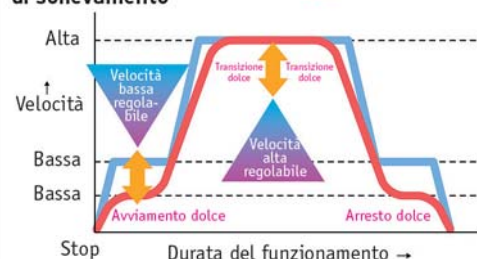 di sollevamento
Alta
↑
Velocità
Bassa
Bassa
Stop
Velocità
bassa
regola-
bile
Transizione
dolce
Transizione
dolce
Velocità
alta
regolabile
Avviamento dolce
Arresto dolce
Durata del funzionamento →